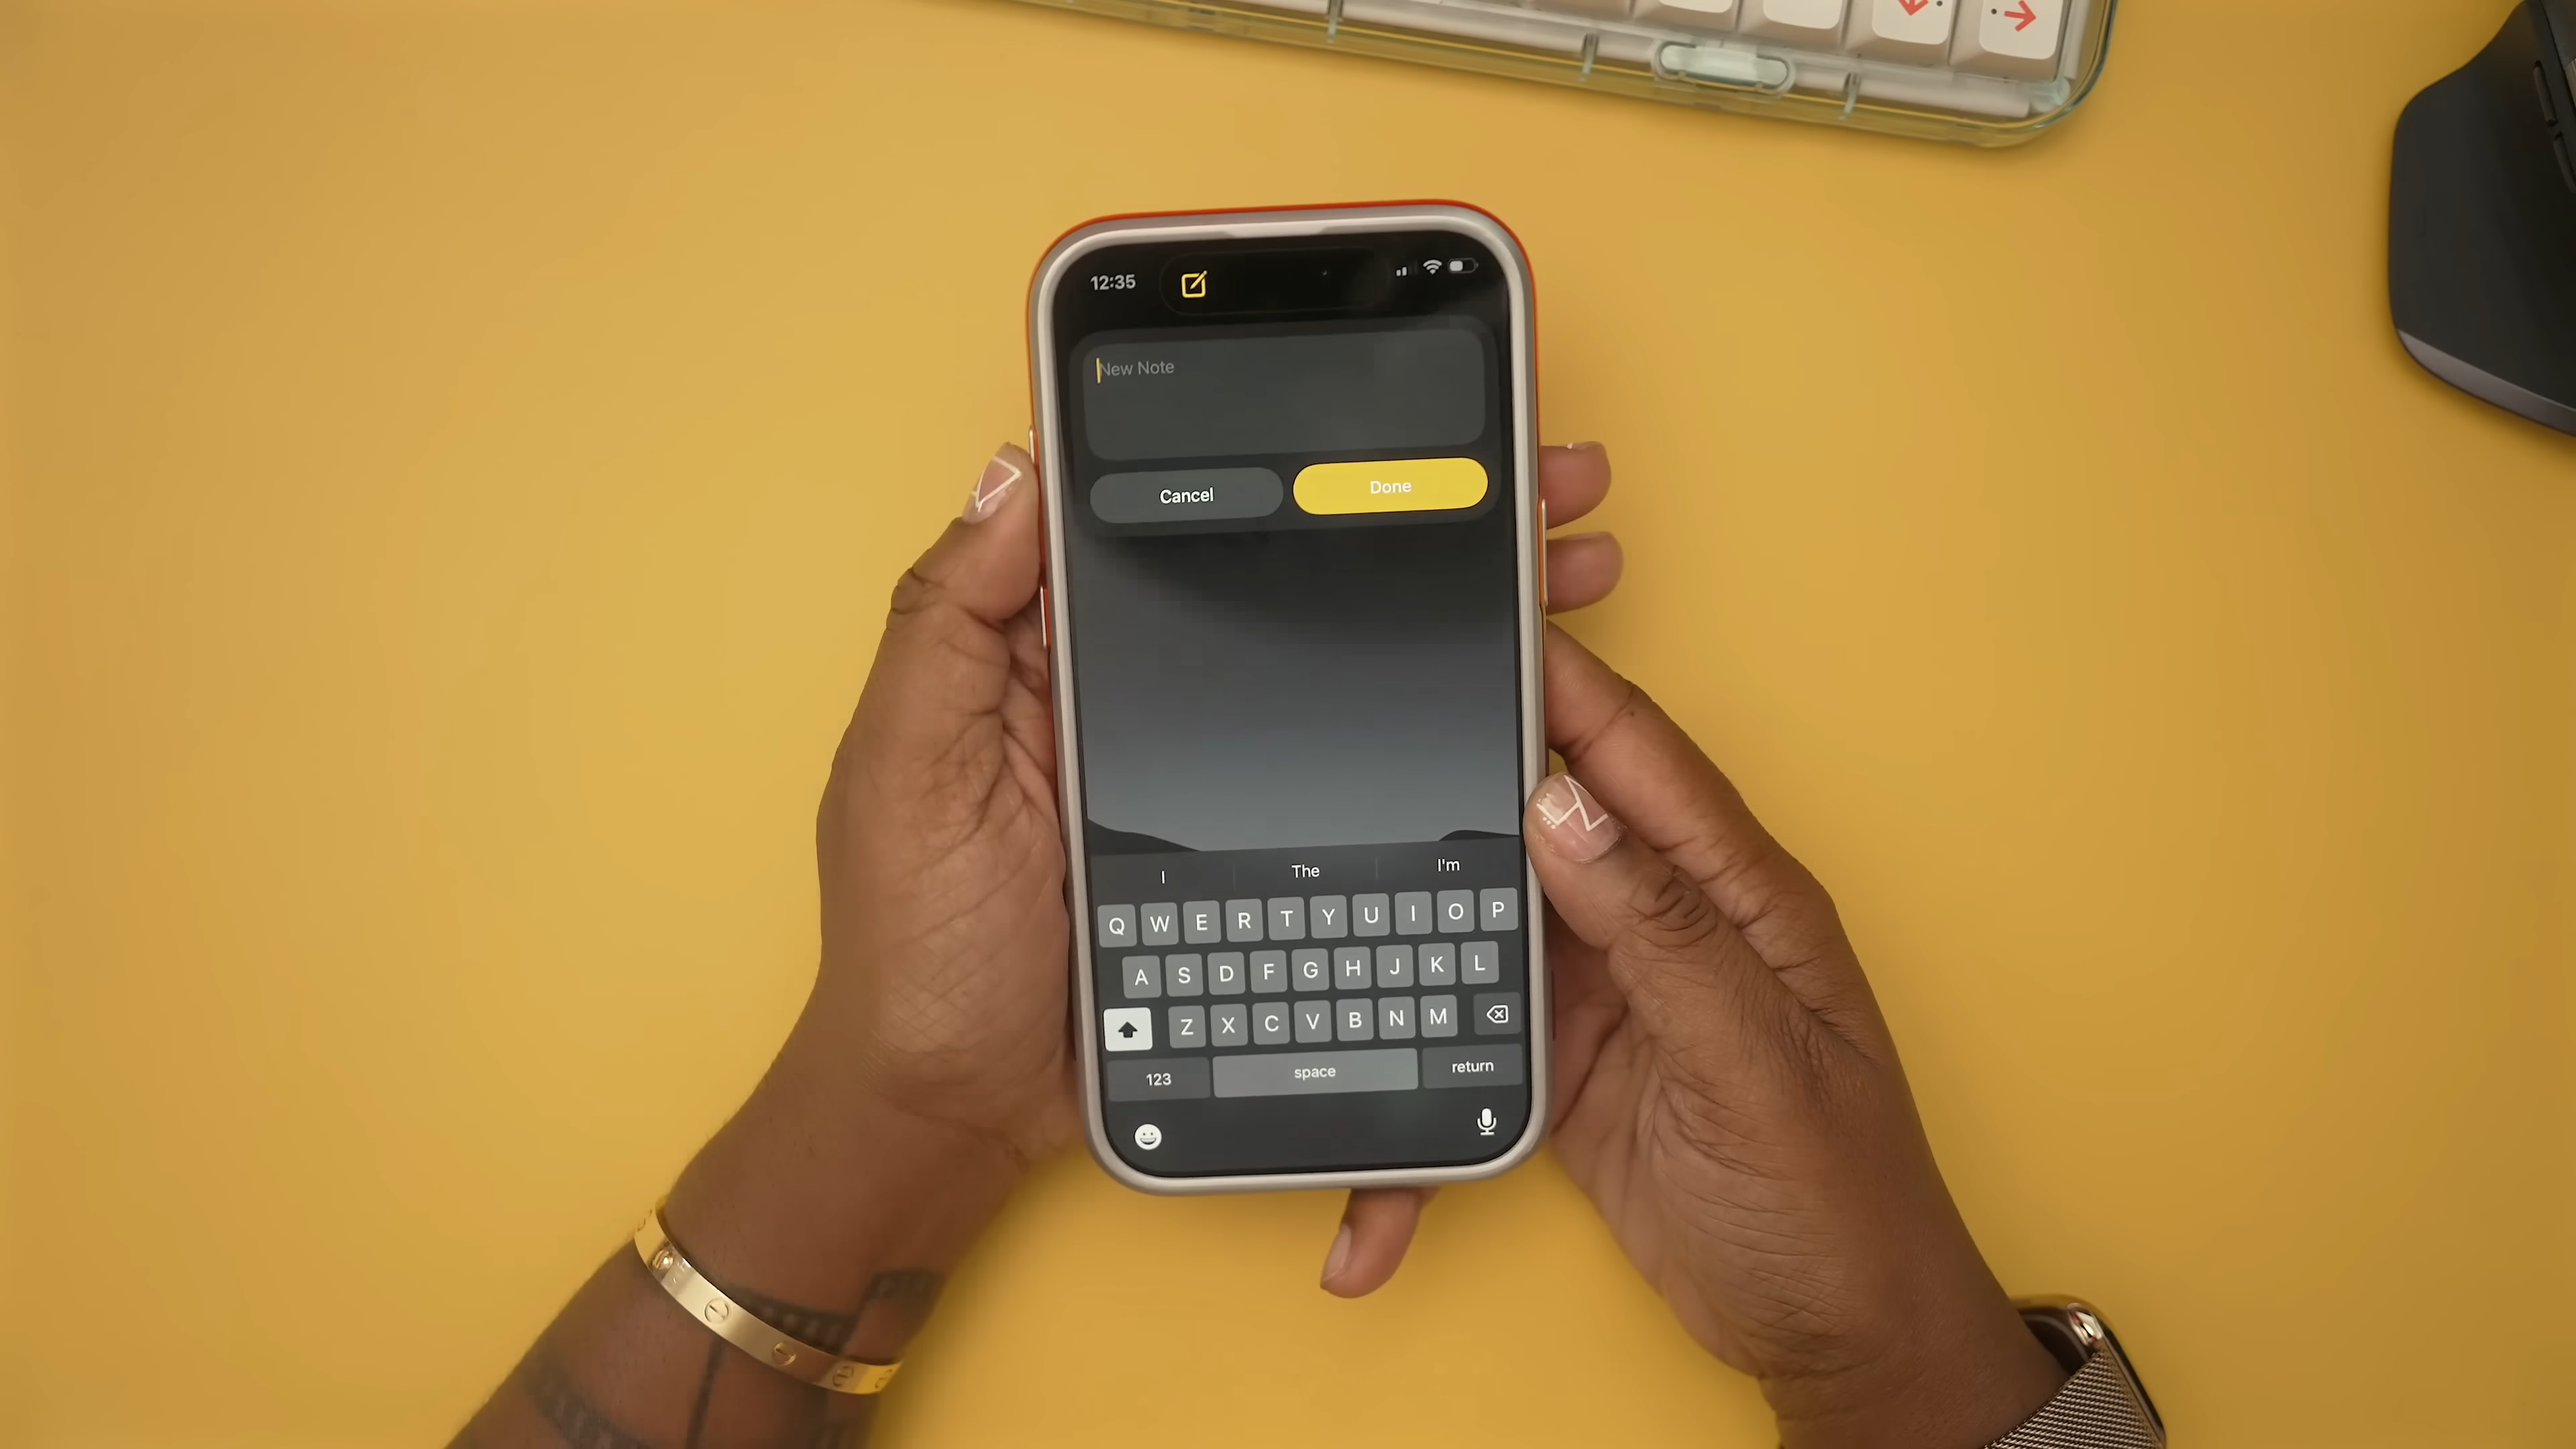 12:35
New Note
Cancel Done
I The I'm
Q W E R T Y U I O P
A S D F G H J K L
Z X C V B N M
123 space return